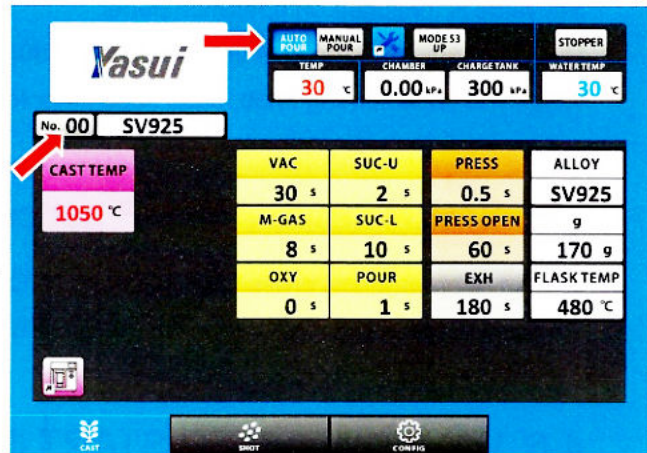 Yasui
AUTO POUR
MANUAL POUR
MODE 53 UP
STOPPER
TEMP
30 ℃
CHAMBER
0.00 kPa
CHARGE TANK
300 kPa
WATER TEMP
30 ℃
No. 00 SV925
CAST TEMP
1050 ℃
VAC SUC-U PRESS ALLOY
30 s 2 s 0.5 s SV925
M-GAS SUC-L PRESS OPEN g
8 s 10 s 60 s 170 g
OXY POUR EXH FLASK TEMP
0 s 1 s 180 s 480 ℃
CAST SHOT CONFIG